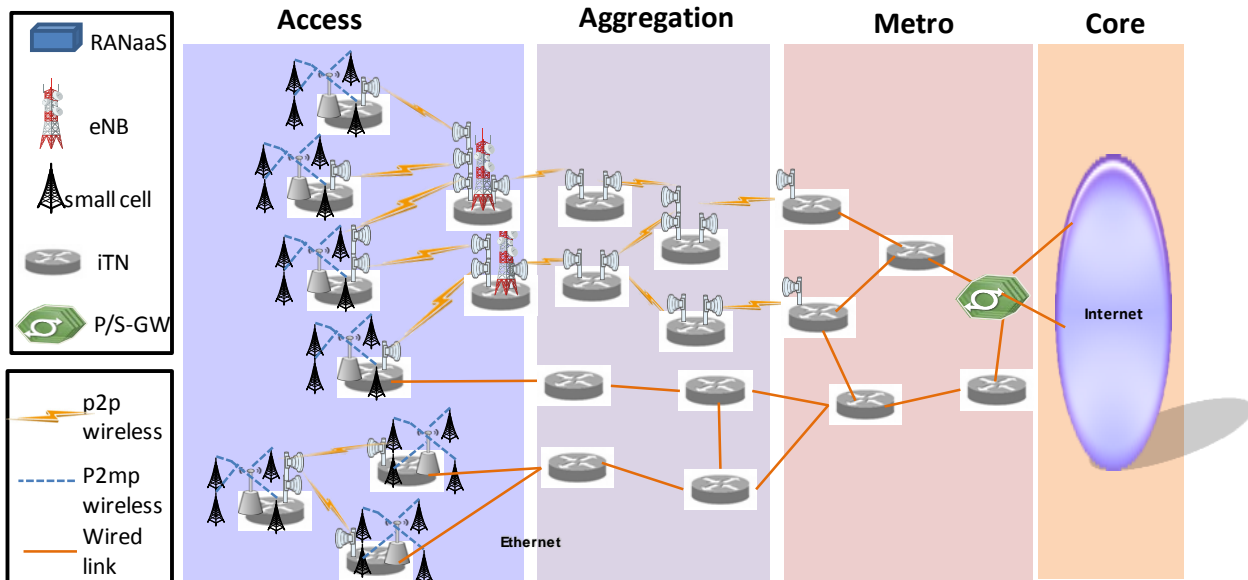 Access
Aggregation
Metro
Core
RANaaS
eNB
small cell
iTN
P/S-GW
p2p
wireless
P2mp
wireless
Wired
link
Internet
Ethernet